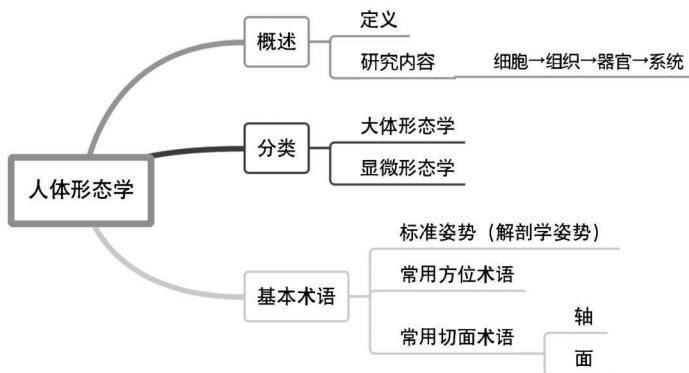 人体形态学
概述
定义
研究内容
细胞→组织→器官→系统
分类
大体形态学
显微形态学
基本术语
标准姿势（解剖学姿势）
常用方位术语
常用切面术语
轴
面